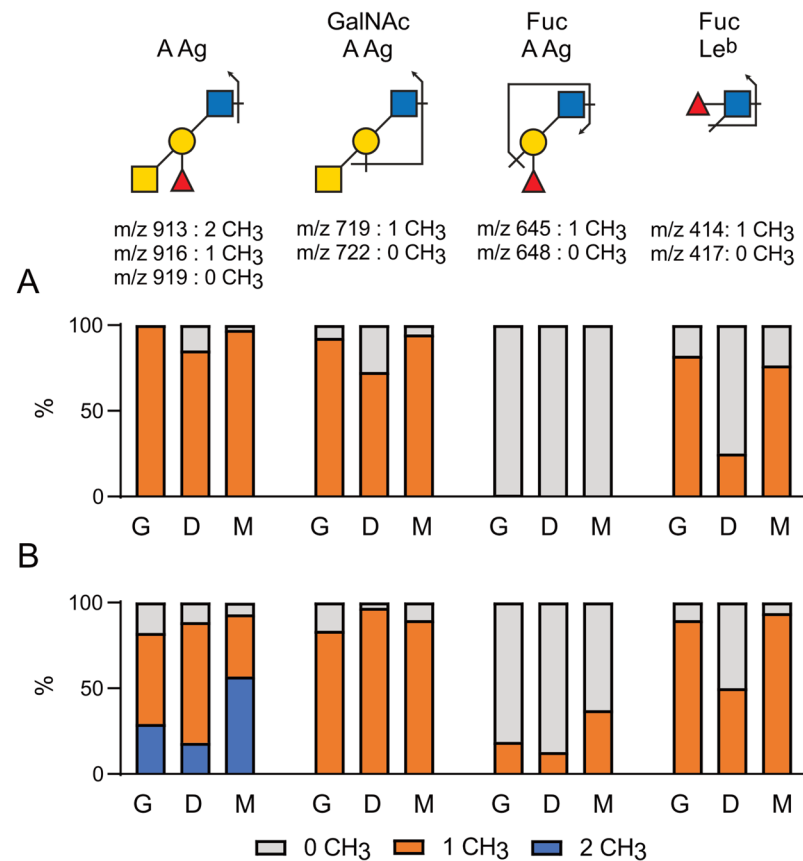 A Ag
GalNAc
A Ag
Fuc
A Ag
Fuc
Leᵇ
m/z 913 : 2 CH₃
m/z 916 : 1 CH₃
m/z 919 : 0 CH₃
m/z 719 : 1 CH₃
m/z 722 : 0 CH₃
m/z 645 : 1 CH₃
m/z 648 : 0 CH₃
m/z 414: 1 CH₃
m/z 417: 0 CH₃
A
100
50
0
%
G D M
G D M
G D M
G D M
B
100
50
0
%
G D M
G D M
G D M
G D M
0 CH₃ 1 CH₃ 2 CH₃